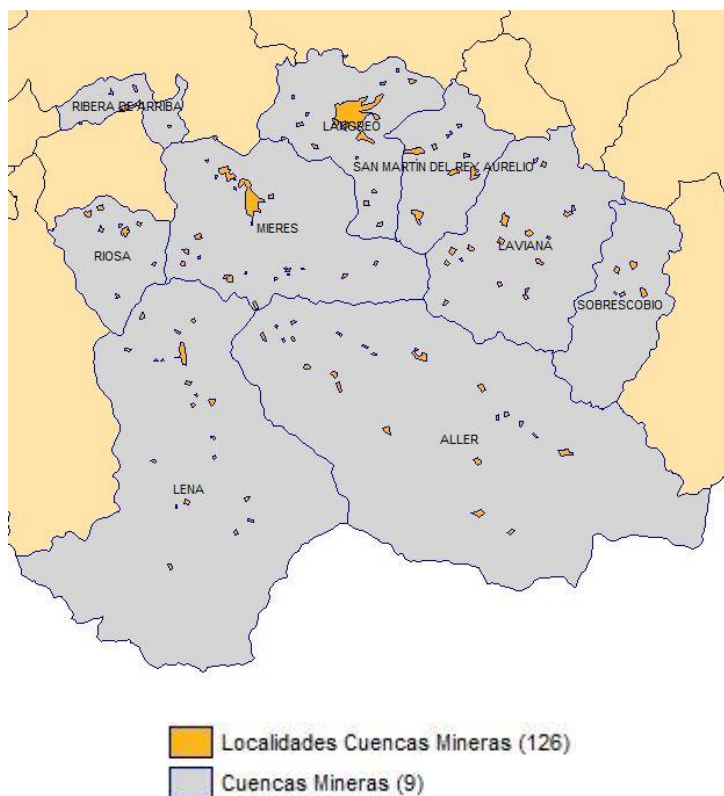 RIBERA DE ARRIBA
LANGREO
SAN MARTÍN DEL REY AURELIO
MIERES
LAVIANA
RIOSA
SOBRESCOBIO
ALLER
LENA
Localidades Cuencas Mineras (126)
Cuencas Mineras (9)